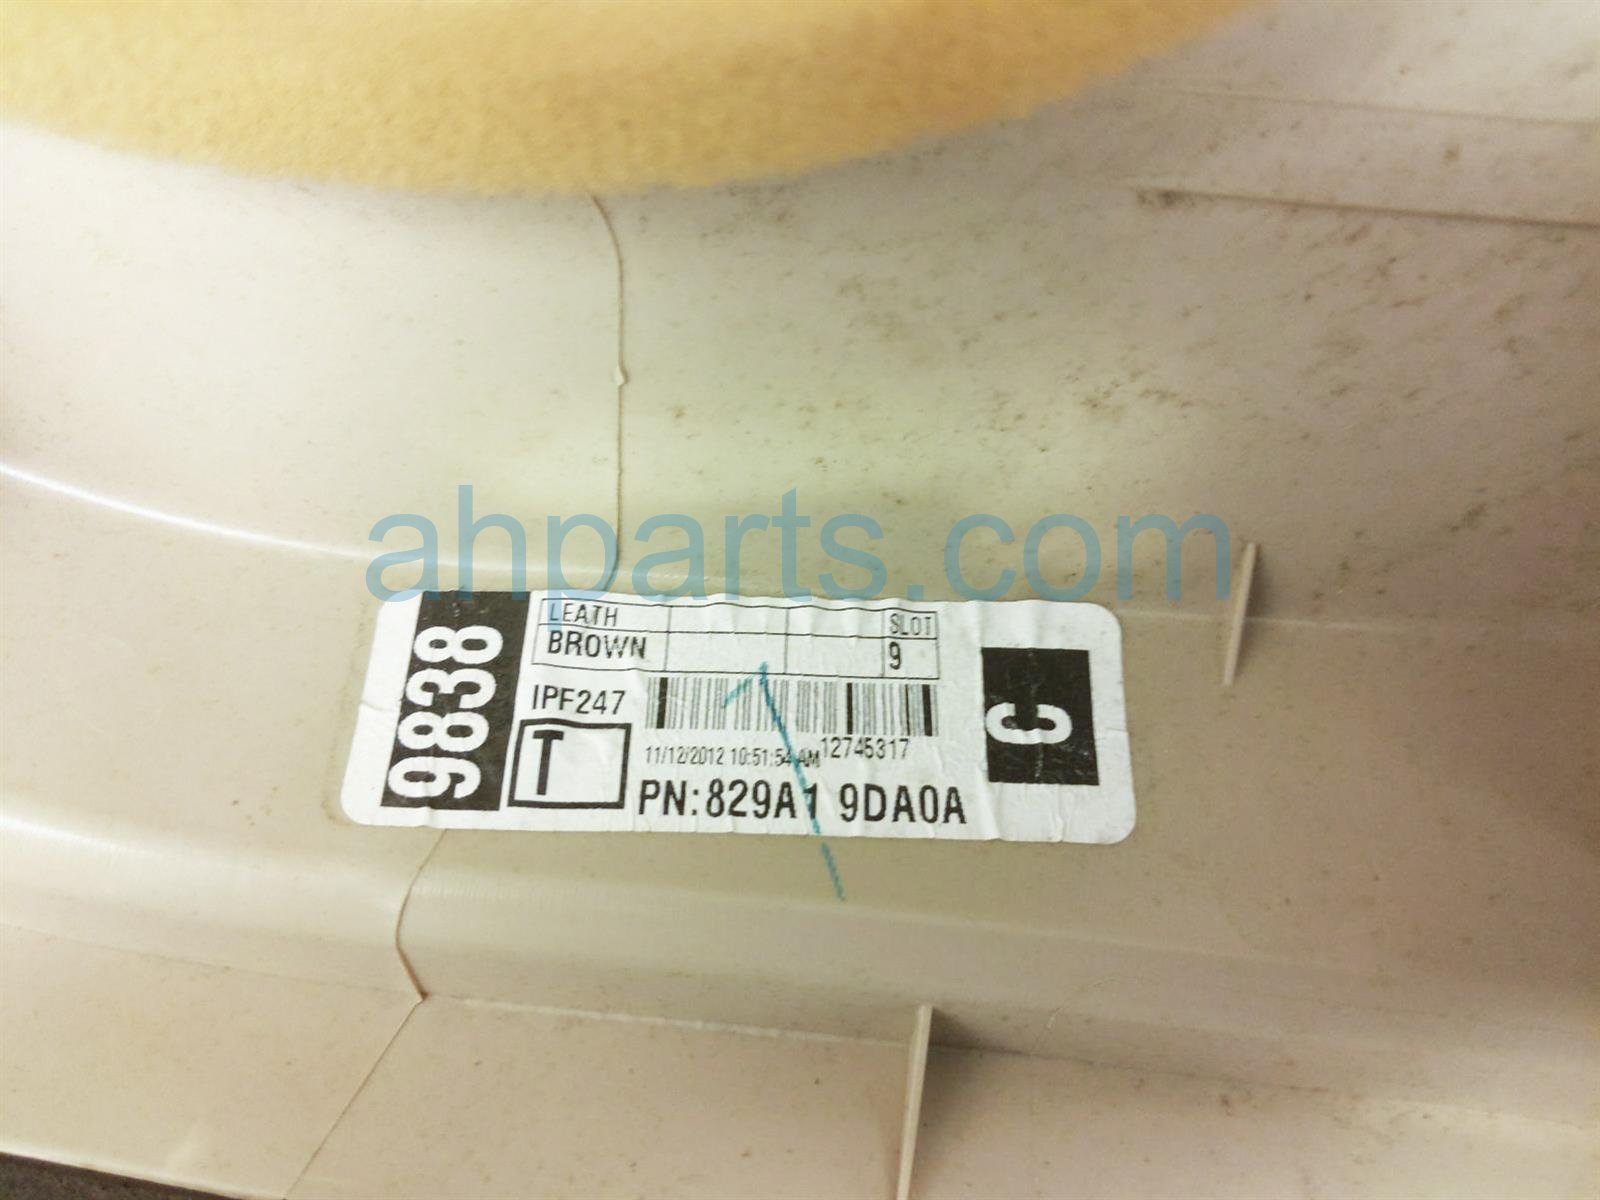 ahparts.com
9838
LEATH SLOT
BROWN 9
IPF247
T
11/12/2012 10:51:54 AM 12745317
PN:829A1 9DA0A
C